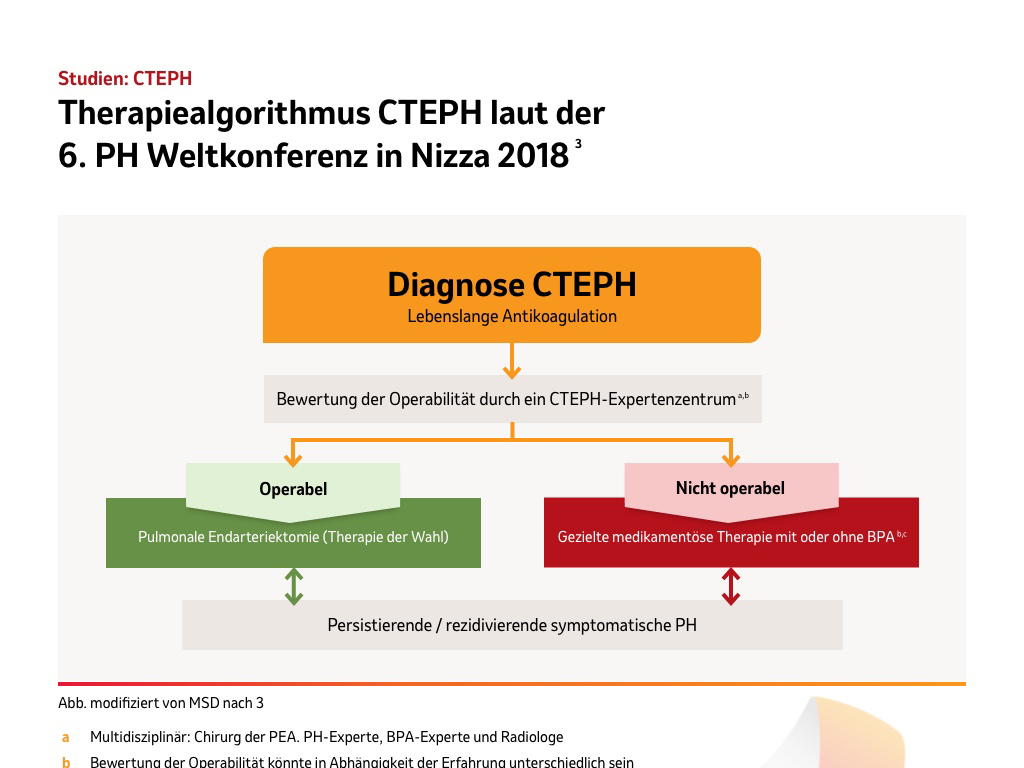 Studien: CTEPH
Therapiealgorithmus CTEPH laut der
6. PH Weltkonferenz in Nizza 2018 ³
Diagnose CTEPH
Lebenslange Antikoagulation
Bewertung der Operabilität durch ein CTEPH-Expertenzentrum a,b
Operabel
Nicht operabel
Pulmonale Endarteriektomie (Therapie der Wahl)
Gezielte medikamentöse Therapie mit oder ohne BPA b,c
Persistierende / rezidivierende symptomatische PH
Abb. modifiziert von MSD nach 3
a Multidisziplinär: Chirurg der PEA. PH-Experte, BPA-Experte und Radiologe
b Bewertung der Operabilität könnte in Abhängigkeit der Erfahrung unterschiedlich sein